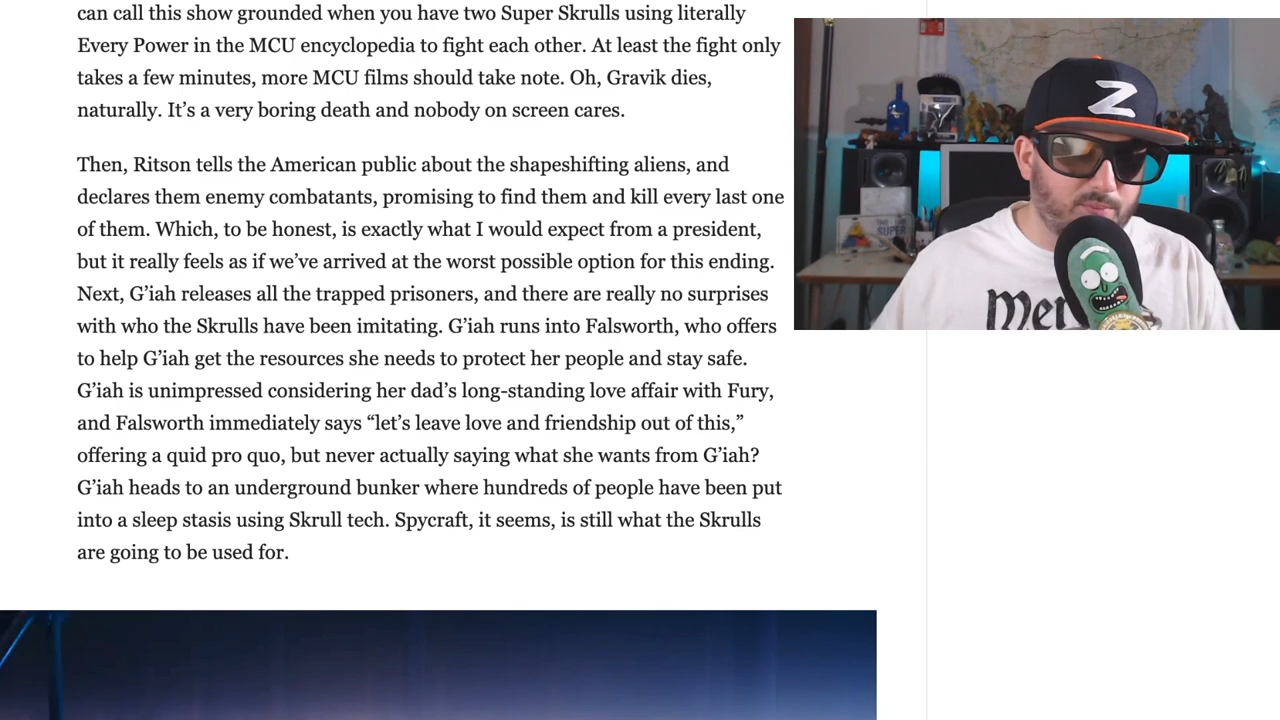 can call this show grounded when you have two Super Skrulls using literally
Every Power in the MCU encyclopedia to fight each other. At least the fight only
takes a few minutes, more MCU films should take note. Oh, Gravik dies,
naturally. It’s a very boring death and nobody on screen cares.
Then, Ritson tells the American public about the shapeshifting aliens, and
declares them enemy combatants, promising to find them and kill every last one
of them. Which, to be honest, is exactly what I would expect from a president,
but it really feels as if we’ve arrived at the worst possible option for this ending.
Next, G’iah releases all the trapped prisoners, and there are really no surprises
with who the Skrulls have been imitating. G’iah runs into Falsworth, who offers
to help G’iah get the resources she needs to protect her people and stay safe.
G’iah is unimpressed considering her dad’s long-standing love affair with Fury,
and Falsworth immediately says “let’s leave love and friendship out of this,”
offering a quid pro quo, but never actually saying what she wants from G’iah?
G’iah heads to an underground bunker where hundreds of people have been put
into a sleep stasis using Skrull tech. Spycraft, it seems, is still what the Skrulls
are going to be used for.
Z
SUPER